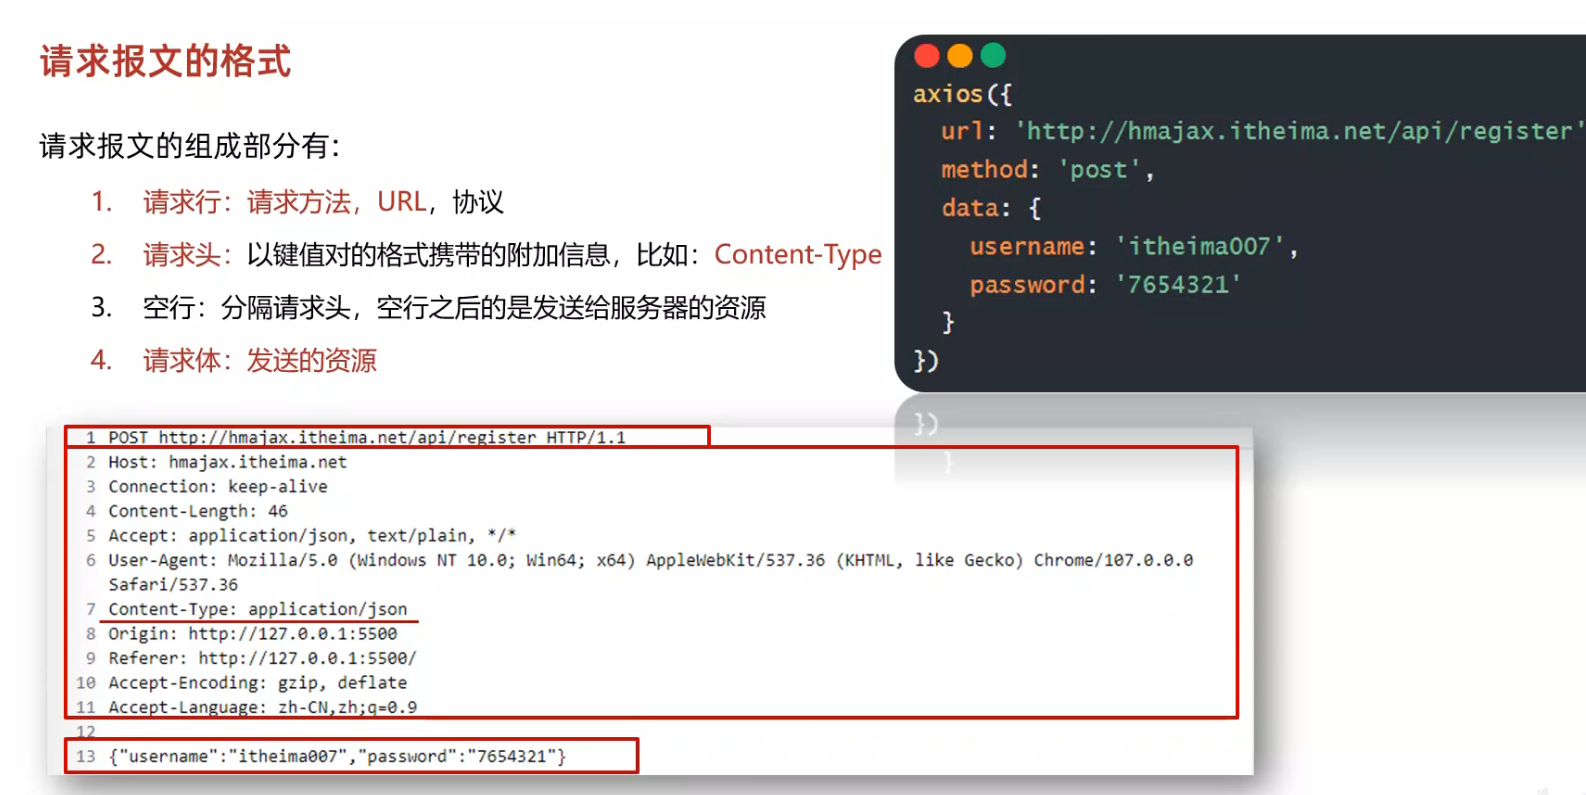 请求报文的格式
请求报文的组成部分有：
1. 请求行：请求方法，URL，协议
2. 请求头：以键值对的格式携带的附加信息，比如：Content-Type
3. 空行：分隔请求头，空行之后的是发送给服务器的资源
4. 请求体：发送的资源
axios({
url: 'http://hmajax.itheima.net/api/register'
method: 'post',
data: {
username: 'itheima007',
password: '7654321'
}
})
})
}
1 POST http://hmajax.itheima.net/api/register HTTP/1.1
2 Host: hmajax.itheima.net
3 Connection: keep-alive
4 Content-Length: 46
5 Accept: application/json, text/plain, */*
6 User-Agent: Mozilla/5.0 (Windows NT 10.0; Win64; x64) AppleWebKit/537.36 (KHTML, like Gecko) Chrome/107.0.0.0
Safari/537.36
7 Content-Type: application/json
8 Origin: http://127.0.0.1:5500
9 Referer: http://127.0.0.1:5500/
10 Accept-Encoding: gzip, deflate
11 Accept-Language: zh-CN,zh;q=0.9
12
13 {"username":"itheima007","password":"7654321"}